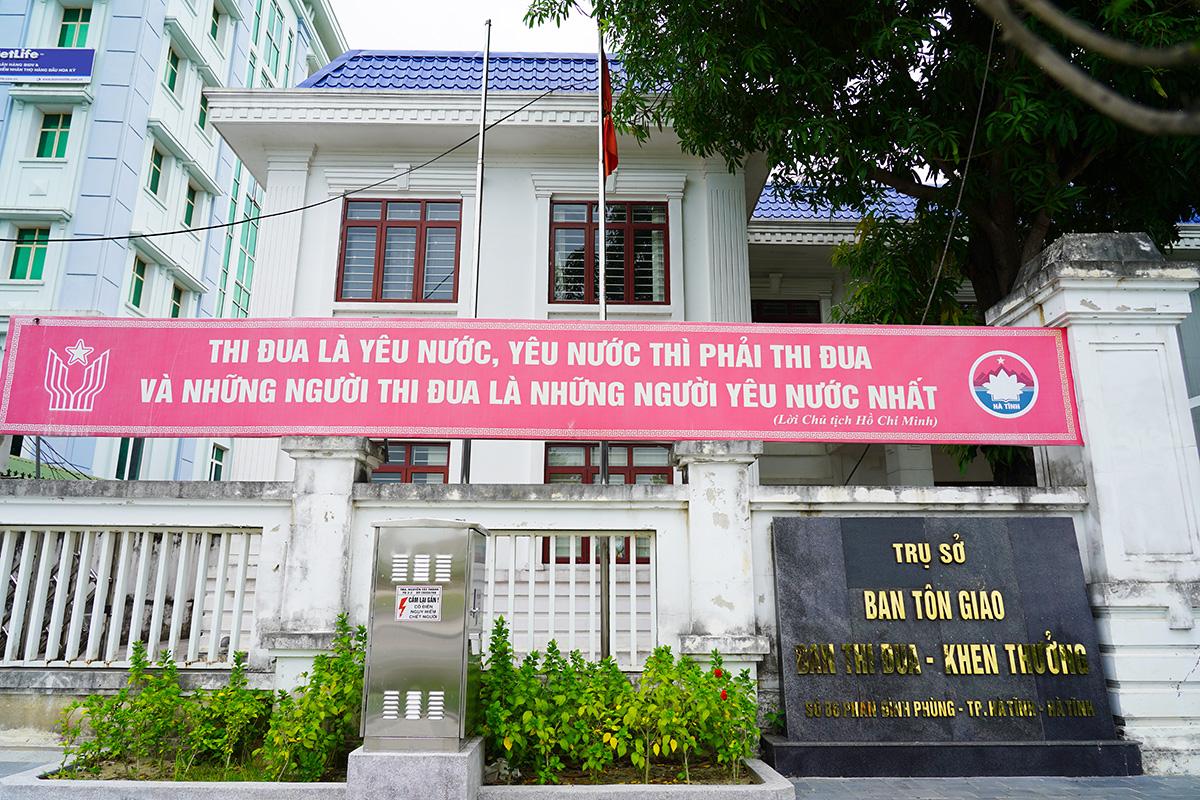 etLife
THI ĐUA LÀ YÊU NƯỚC, YÊU NƯỚC THÌ PHẢI THI ĐUA
VÀ NHỮNG NGƯỜI THI ĐUA LÀ NHỮNG NGƯỜI YÊU NƯỚC NHẤT
(Lời Chủ tịch Hồ Chí Minh)
HÀ TĨNH
CẤM LẠI GẦN!
CÓ ĐIỆN
NGUY HIỂM
CHẾT NGƯỜI
TRỤ SỞ
BAN TÔN GIÁO
BAN THI ĐUA - KHEN THƯỞNG
SỐ 86 PHAN ĐÌNH PHÙNG - TP. HÀ TĨNH - HÀ TĨNH